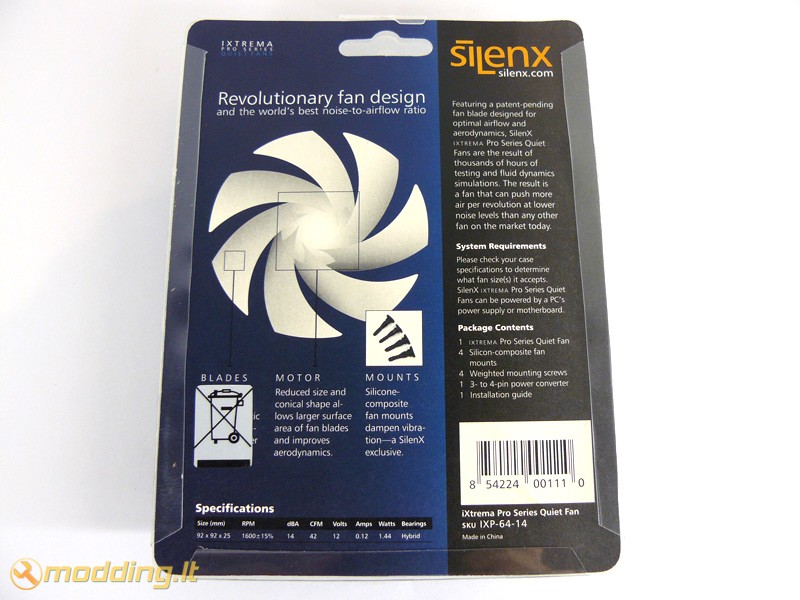 IXTREMA
PRO SERIES
QUIET FANS
Revolutionary fan design
and the world's best noise-to-airflow ratio
BLADES
MOTOR
Reduced size and
conical shape al-
lows larger surface
area of fan blades
and improves
aerodynamics.
MOUNTS
Silicone-
composite
fan mounts
dampen vibra-
tion—a SilenX
exclusive.
Specifications
Size (mm) RPM dBA CFM Volts Amps Watts Bearings
92 x 92 x 25 1600±15% 14 42 12 0.12 1.44 Hybrid
silenx
silenx.com
Featuring a patent-pending
fan blade designed for
optimal airflow and
aerodynamics, SilenX
IXTREMA Pro Series Quiet
Fans are the result of
thousands of hours of
testing and fluid dynamics
simulations. The result is
a fan that can push more
air per revolution at lower
noise levels than any other
fan on the market today.
System Requirements
Please check your case
specifications to determine
what fan size(s) it accepts.
SilenX IXTREMA Pro Series Quiet
Fans can be powered by a PC's
power supply or motherboard.
Package Contents
1 IXTREMA Pro Series Quiet Fan
4 Silicon-composite fan
mounts
4 Weighted mounting screws
1 3- to 4-pin power converter
1 Installation guide
8 54224 00111 0
iXtrema Pro Series Quiet Fan
SKU IXP-64-14
Made in China
modding.lt